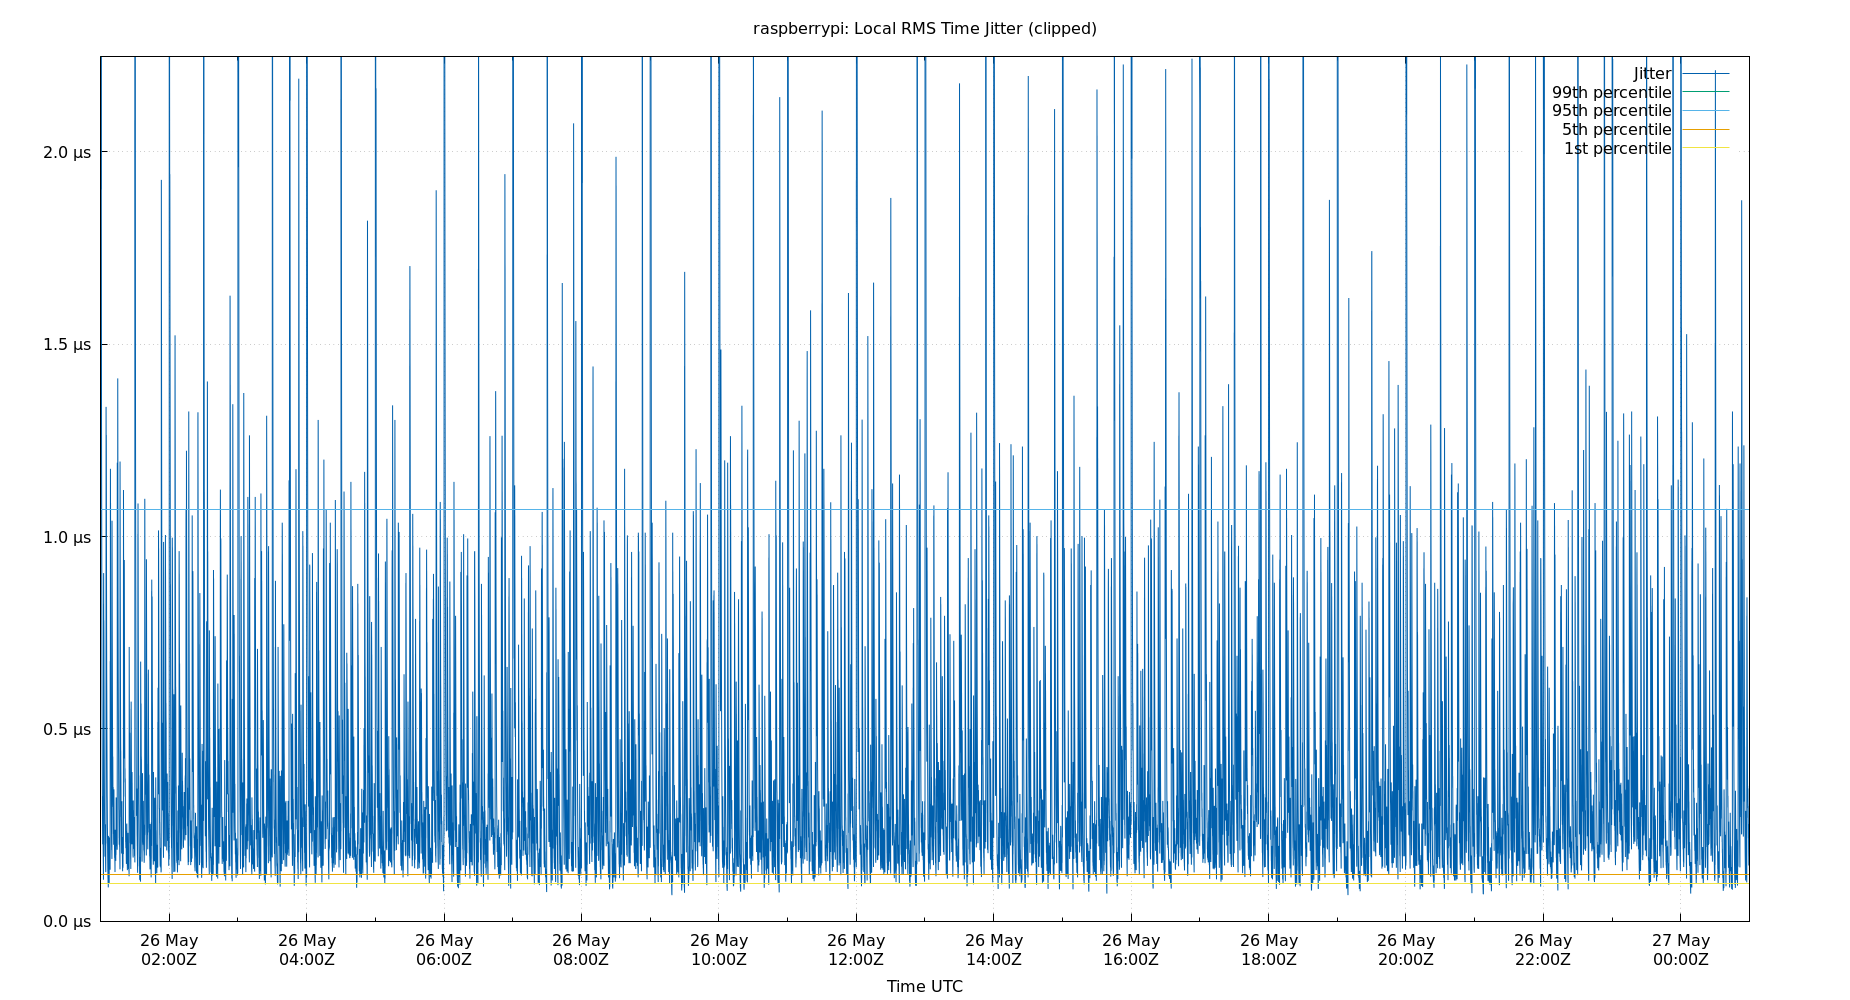 raspberrypi: Local RMS Time Jitter (clipped)
Jitter
99th percentile
95th percentile
5th percentile
1st percentile
2.0 μs
1.5 μs
1.0 μs
0.5 μs
0.0 μs
26 May 26 May 26 May 26 May 26 May 26 May 26 May 26 May 26 May 26 May 26 May 27 May
02:00Z 04:00Z 06:00Z 08:00Z 10:00Z 12:00Z 14:00Z 16:00Z 18:00Z 20:00Z 22:00Z 00:00Z
Time UTC